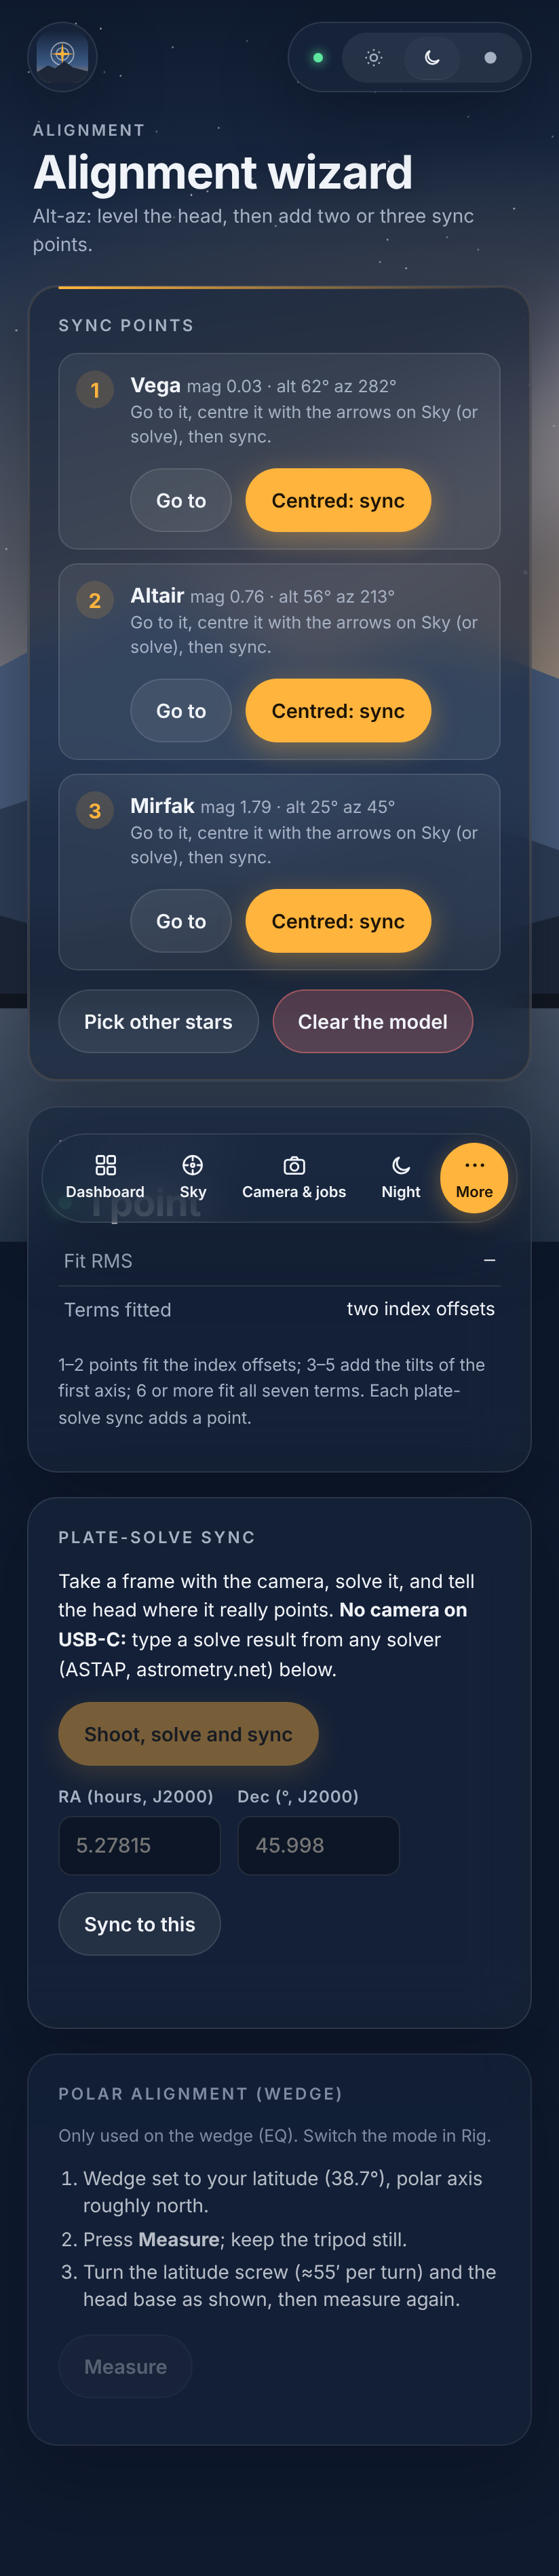 ALIGNMENT
Alignment wizard
Alt-az: level the head, then add two or three sync
points.
SYNC POINTS
1
Vega mag 0.03 · alt 62° az 282°
Go to it, centre it with the arrows on Sky (or
solve), then sync.
Go to
Centred: sync
2
Altair mag 0.76 · alt 56° az 213°
Go to it, centre it with the arrows on Sky (or
solve), then sync.
Go to
Centred: sync
3
Mirfak mag 1.79 · alt 25° az 45°
Go to it, centre it with the arrows on Sky (or
solve), then sync.
Go to
Centred: sync
Pick other stars
Clear the model
Dashboard
Sky
Camera & jobs
Night
More
1 point
Fit RMS
–
Terms fitted
two index offsets
1–2 points fit the index offsets; 3–5 add the tilts of the
first axis; 6 or more fit all seven terms. Each plate-
solve sync adds a point.
PLATE-SOLVE SYNC
Take a frame with the camera, solve it, and tell
the head where it really points. No camera on
USB-C: type a solve result from any solver
(ASTAP, astrometry.net) below.
Shoot, solve and sync
RA (hours, J2000)
Dec (°, J2000)
5.27815
45.998
Sync to this
POLAR ALIGNMENT (WEDGE)
Only used on the wedge (EQ). Switch the mode in Rig.
1. Wedge set to your latitude (38.7°), polar axis
roughly north.
2. Press Measure; keep the tripod still.
3. Turn the latitude screw (≈55′ per turn) and the
head base as shown, then measure again.
Measure